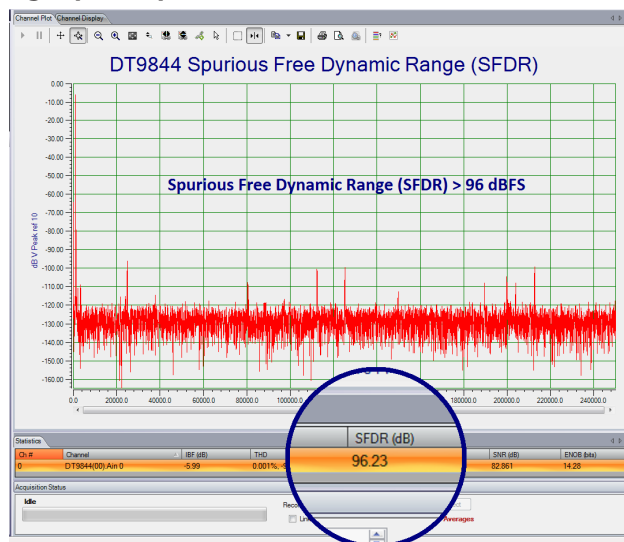 Channel Plot Channel Display
DT9844 Spurious Free Dynamic Range (SFDR)
Spurious Free Dynamic Range (SFDR) > 96 dBFS
dB V Peak ref 10
0.00
-10.00
-20.00
-30.00
-40.00
-50.00
-60.00
-70.00
-80.00
-90.00
-100.00
-110.00
-120.00
-130.00
-140.00
-150.00
-160.00
0.0 20000.0 40000.0 60000.0 80000.0 100000.0 180000.0 200000.0 220000.0 240000.0
Statistics
Ch # Channel IBF (dB) THD SFDR (dB) SNR (dB) ENOB (bits)
0 DT9844(00).Ain 0 -5.99 0.001%, 96.23 82.861 14.28
Acquisition Status
Idle
Averages